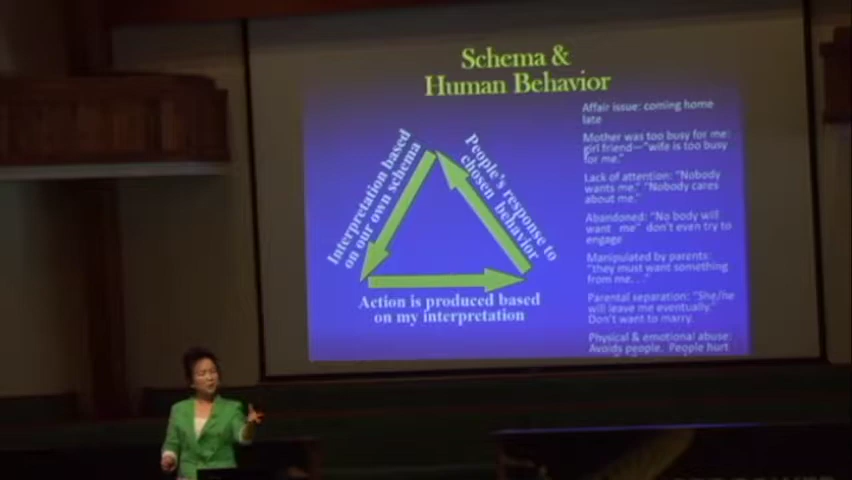 Schema &
Human Behavior
Interpretation based
on our own schema
People's response to
chosen behavior
Action is produced based
on my interpretation
Affair issue: coming home
late
Mother was too busy for me:
girl friend—"wife is too busy
for me."
Lack of attention: "Nobody
wants me." "Nobody cares
about me."
Abandoned: "No body will
want me" don't even try to
engage
Manipulated by parents:
"they must want something
from me. . ."
Parental separation: "She/he
will leave me eventually."
Don't want to marry.
Physical & emotional abuse:
Avoids people. People hurt